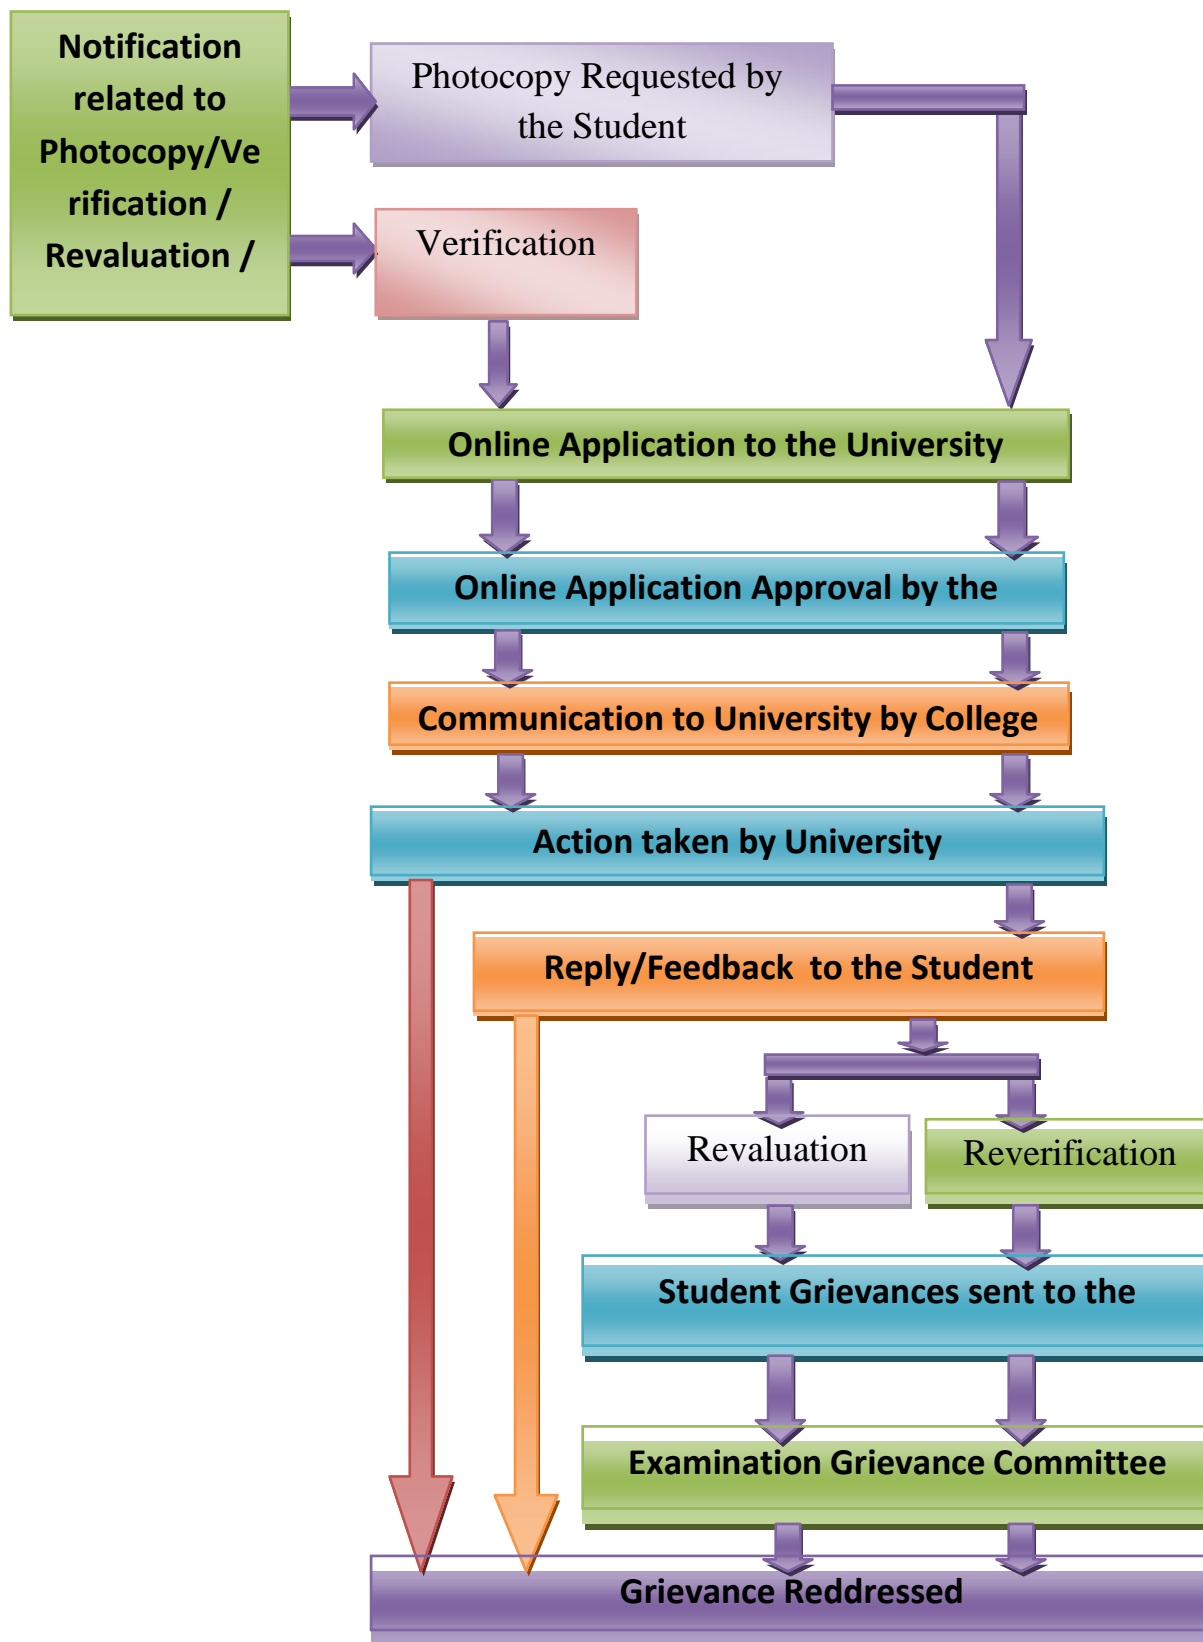 Notification
related to
Photocopy/Ve
rification /
Revaluation /
Photocopy Requested by
the Student
Verification
Online Application to the University
Online Application Approval by the
Communication to University by College
Action taken by University
Reply/Feedback  to the Student
Revaluation
Reverification
Student Grievances sent to the
Examination Grievance Committee
Grievance Reddressed